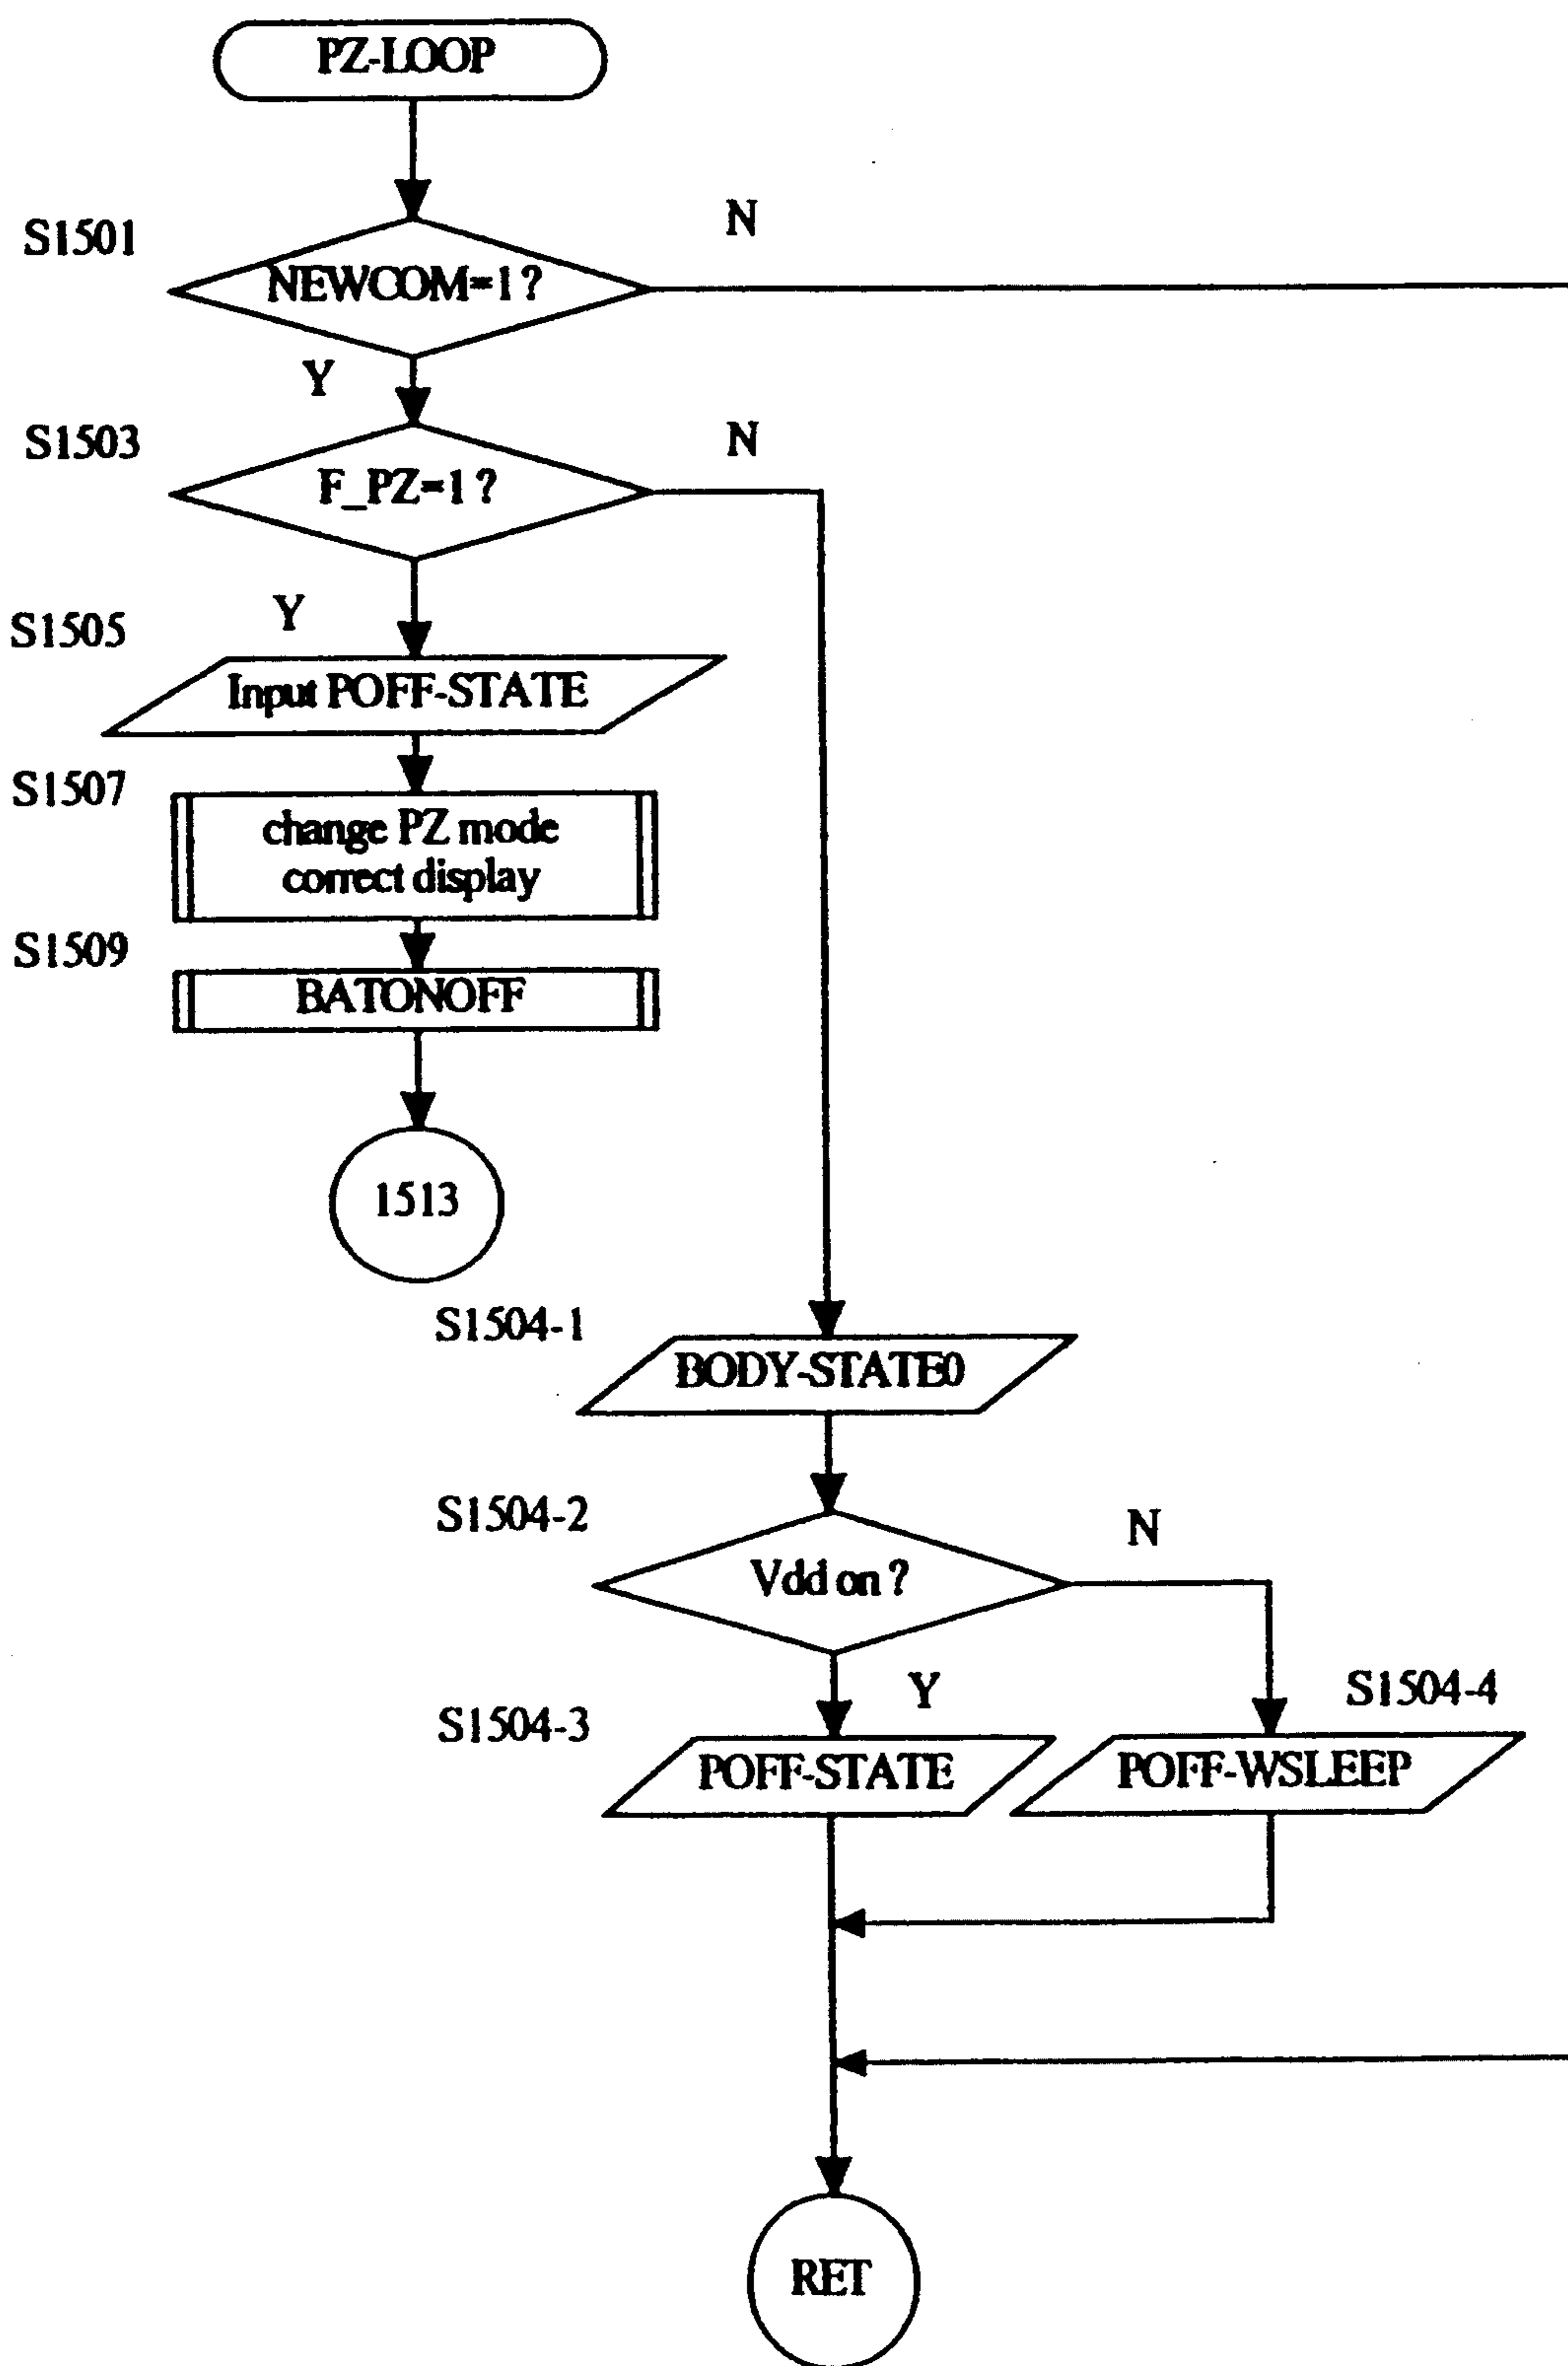 PZ-LOOP
S1501
NEWCOM=1?
N
Y
S1503
F_PZ=1?
N
Y
S1505
Input POFF-STATE
S1507
change PZ mode
correct display
S1509
BATONOFF
1513
S1504-1
BODY-STATE0
S1504-2
Vdd on?
N
Y
S1504-3
POFF-STATE
S1504-4
POFF-WSLEEP
RET